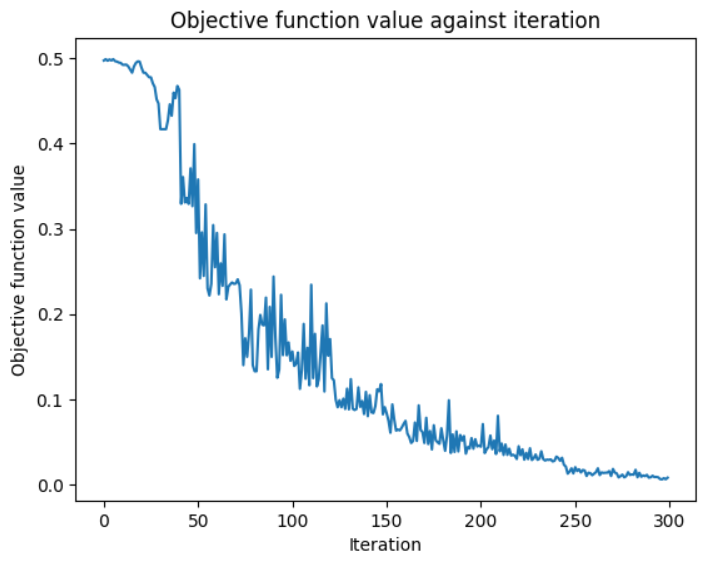 Objective function value against iteration
0.5
0.4
0.3
0.2
0.1
0.0
Objective function value
0 50 100 150 200 250 300
Iteration